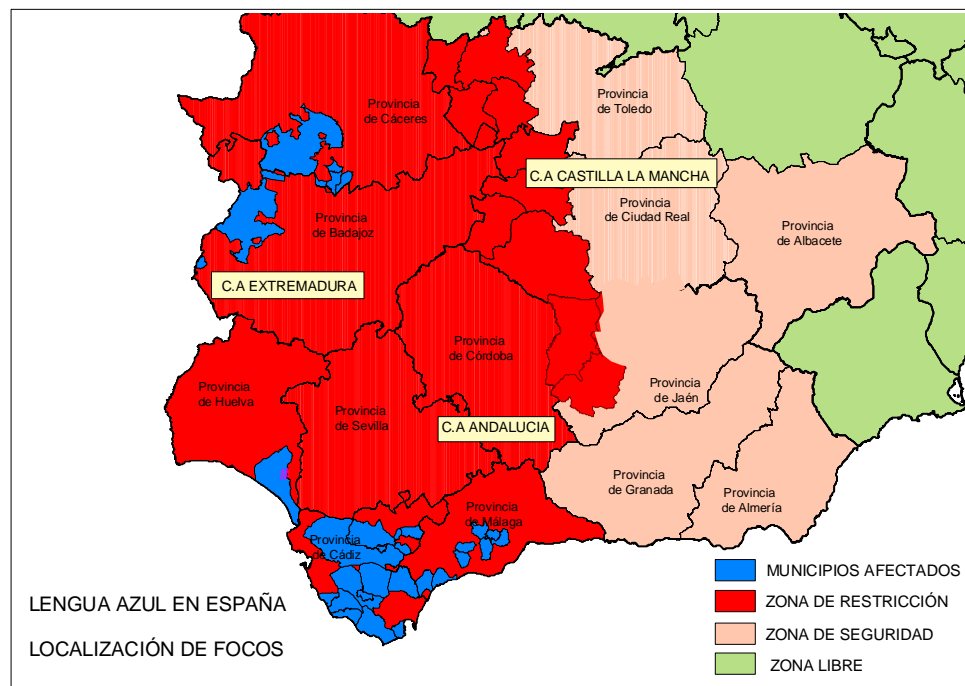 Provincia
de Toledo
Provincia
de Cáceres
C.A CASTILLA LA MANCHA
Provincia
de Ciudad Real
Provincia
de Badajoz
Provincia
de Albacete
C.A EXTREMADURA
Provincia
de Córdoba
Provincia
de Huelva
Provincia
de Jaén
Provincia
de Sevilla
C.A ANDALUCIA
Provincia
de Granada
Provincia
de Almería
Provincia
de Málaga
Provincia
de Cádiz
LENGUA AZUL EN ESPAÑA
LOCALIZACIÓN DE FOCOS
MUNICIPIOS AFECTADOS
ZONA DE RESTRICCIÓN
ZONA DE SEGURIDAD
ZONA LIBRE